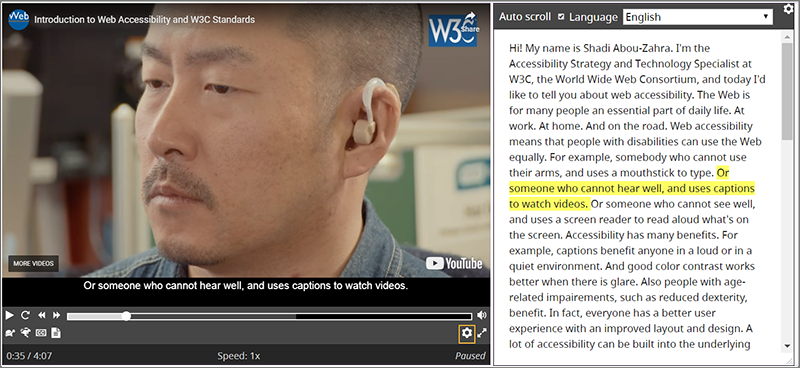 Web
Introduction to Web Accessibility and W3C Standards
W3C
Share
MORE VIDEOS
YouTube
Or someone who cannot hear well, and uses captions to watch videos.
CC
0:35 / 4:07
Speed: 1x
Paused
Auto scroll
Language
English
Hi! My name is Shadi Abou-Zahra. I'm the
Accessibility Strategy and Technology Specialist at
W3C, the World Wide Web Consortium, and today I'd
like to tell you about web accessibility. The Web is
for many people an essential part of daily life. At
work. At home. And on the road. Web accessibility
means that people with disabilities can use the Web
equally. For example, somebody who cannot use
their arms, and uses a mouthstick to type. Or
someone who cannot hear well, and uses captions
to watch videos. Or someone who cannot see well,
and uses a screen reader to read aloud what's on
the screen. Accessibility has many benefits. For
example, captions benefit anyone in a loud or in a
quiet environment. And good color contrast works
better when there is glare. Also people with age-
related impairements, such as reduced dexterity,
benefit. In fact, everyone has a better user
experience with an improved layout and design. A
lot of accessibility can be built into the underlying